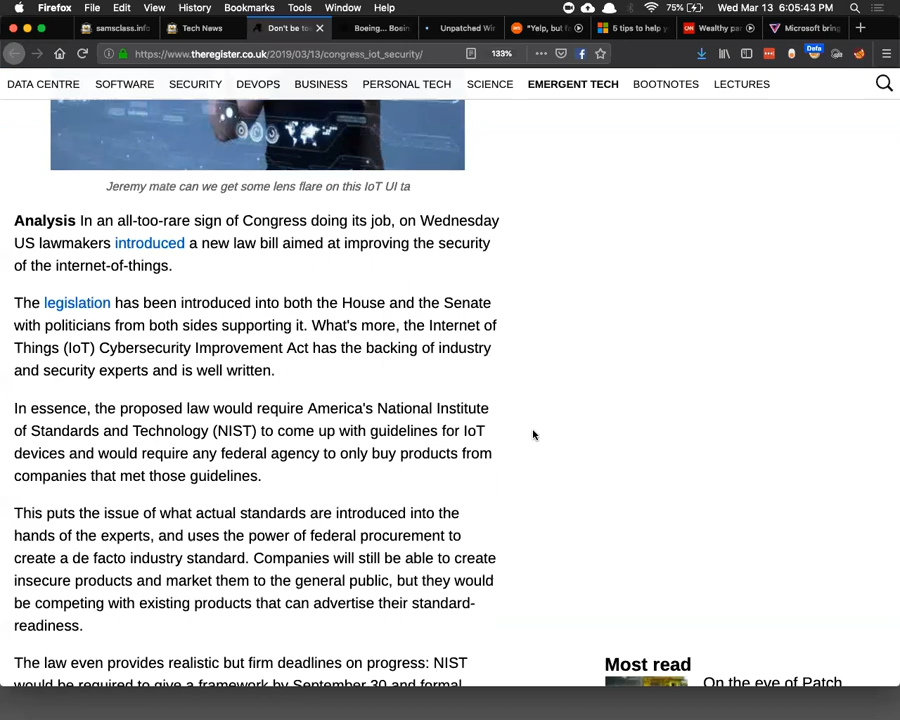 Firefox File Edit View History Bookmarks Tools Window Help 75% Wed Mar 13 6:05:43 PM
samsclass.info Tech News Don't be to Boeing... Boein Unpatched Win "Yelp, but f 5 tips to help y Wealthy par Microsoft bring
https://www.theregister.co.uk/2019/03/13/congress_iot_security/ 133% Defa
DATA CENTRE SOFTWARE SECURITY DEVOPS BUSINESS PERSONAL TECH SCIENCE EMERGENT TECH BOOTNOTES LECTURES
Jeremy mate can we get some lens flare on this IoT UI ta
Analysis In an all-too-rare sign of Congress doing its job, on Wednesday
US lawmakers introduced a new law bill aimed at improving the security
of the internet-of-things.
The legislation has been introduced into both the House and the Senate
with politicians from both sides supporting it. What's more, the Internet of
Things (IoT) Cybersecurity Improvement Act has the backing of industry
and security experts and is well written.
In essence, the proposed law would require America's National Institute
of Standards and Technology (NIST) to come up with guidelines for IoT
devices and would require any federal agency to only buy products from
companies that met those guidelines.
This puts the issue of what actual standards are introduced into the
hands of the experts, and uses the power of federal procurement to
create a de facto industry standard. Companies will still be able to create
insecure products and market them to the general public, but they would
be competing with existing products that can advertise their standard-
readiness.
The law even provides realistic but firm deadlines on progress: NIST
would be required to give a framework by September 30 and formal
Most read
On the eve of Patch